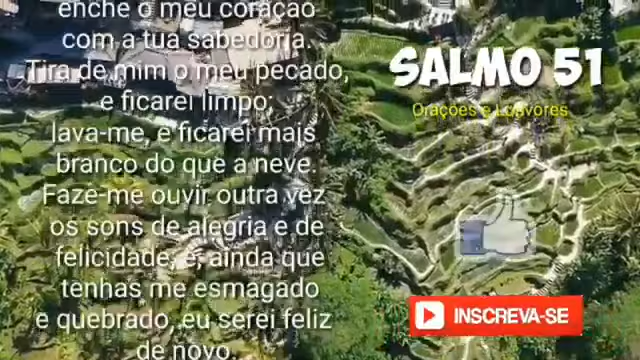 enche o meu coração
com a tua sabedoria.
Tira de mim o meu pecado,
e ficarei limpo;
lava-me, e ficarei mais
branco do que a neve.
Faze-me ouvir outra vez
os sons de alegria e de
felicidade, e, ainda que
tenhas me esmagado
e quebrado, eu serei feliz
de novo.
SALMO 51
Orações e Louvores
INSCREVA-SE